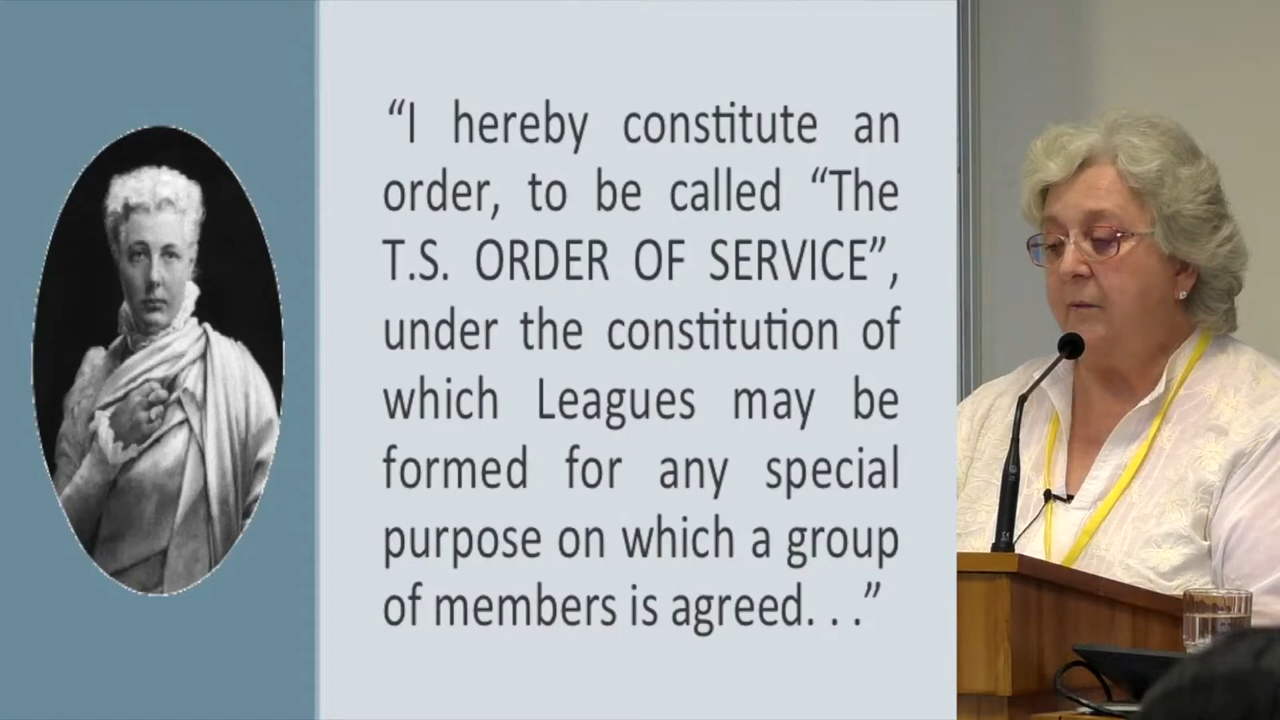 “I hereby constitute an
order, to be called “The
T.S. ORDER OF SERVICE”,
under the constitution of
which Leagues may be
formed for any special
purpose on which a group
of members is agreed. . .”